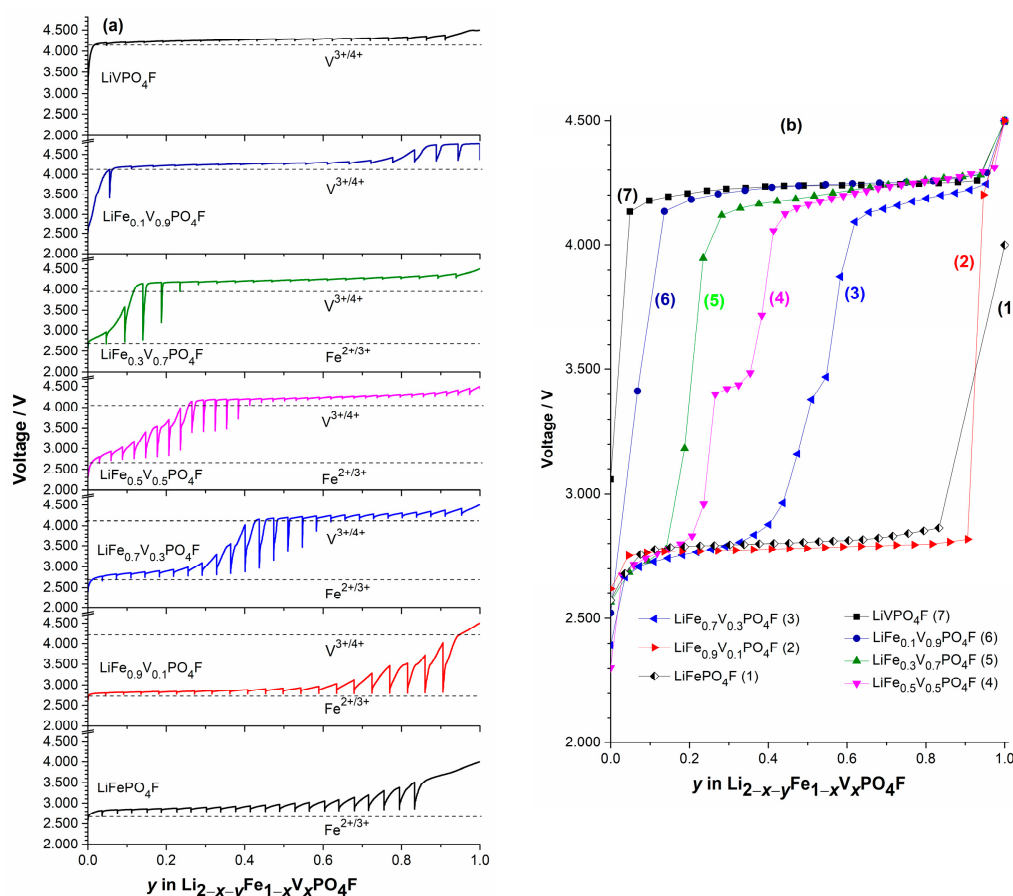 (a)
4.500
4.000
3.500
3.000
2.500
2.000
LiVPO4F
V3+/4+
4.500
4.000
3.500
3.000
2.500
2.000
LiFe0.1V0.9PO4F
V3+/4+
4.500
4.000
3.500
3.000
2.500
2.000
LiFe0.3V0.7PO4F
V3+/4+
Fe2+/3+
4.500
4.000
3.500
3.000
2.500
2.000
LiFe0.5V0.5PO4F
V3+/4+
Fe2+/3+
4.500
4.000
3.500
3.000
2.500
2.000
LiFe0.7V0.3PO4F
V3+/4+
Fe2+/3+
4.500
4.000
3.500
3.000
2.500
2.000
LiFe0.9V0.1PO4F
V3+/4+
Fe2+/3+
4.500
4.000
3.500
3.000
2.500
2.000
LiFePO4F
Fe2+/3+
0.0 0.2 0.4 0.6 0.8 1.0
Voltage / V
y in Li2−x−yFe1−xVxPO4F
(b)
4.500
4.000
3.500
3.000
2.500
2.000
Voltage / V
(7)
(6)
(5)
(4)
(3)
(2)
(1
LiFe0.7V0.3PO4F (3)
LiFe0.9V0.1PO4F (2)
LiFePO4F (1)
LiVPO4F (7)
LiFe0.1V0.9PO4F (6)
LiFe0.3V0.7PO4F (5)
LiFe0.5V0.5PO4F (4)
0.0 0.2 0.4 0.6 0.8 1.0
y in Li2−x−yFe1−xVxPO4F